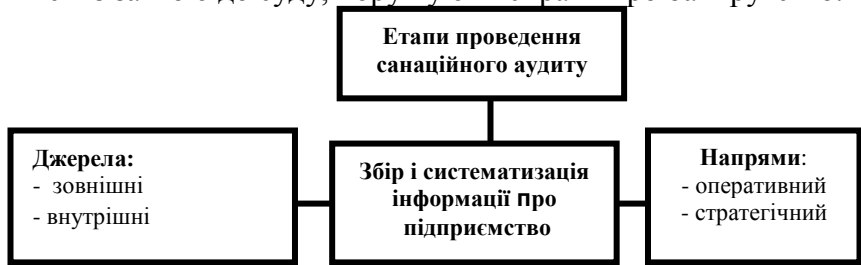 Етапи проведення
санаційного аудиту
Джерела:
- зовнішні
- внутрішні
Збір і систематизація
інформації про
підприємство
Напрями:
- оперативний
- стратегічний